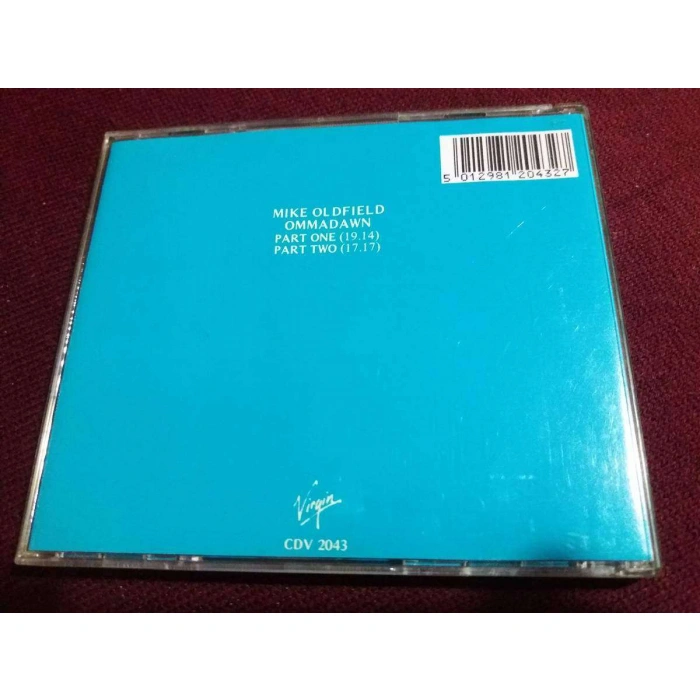 5 012981 204327
MIKE OLDFIELD
OMMADAWN
PART ONE (19.14)
PART TWO (17.17)
Virgin
CDV 2043